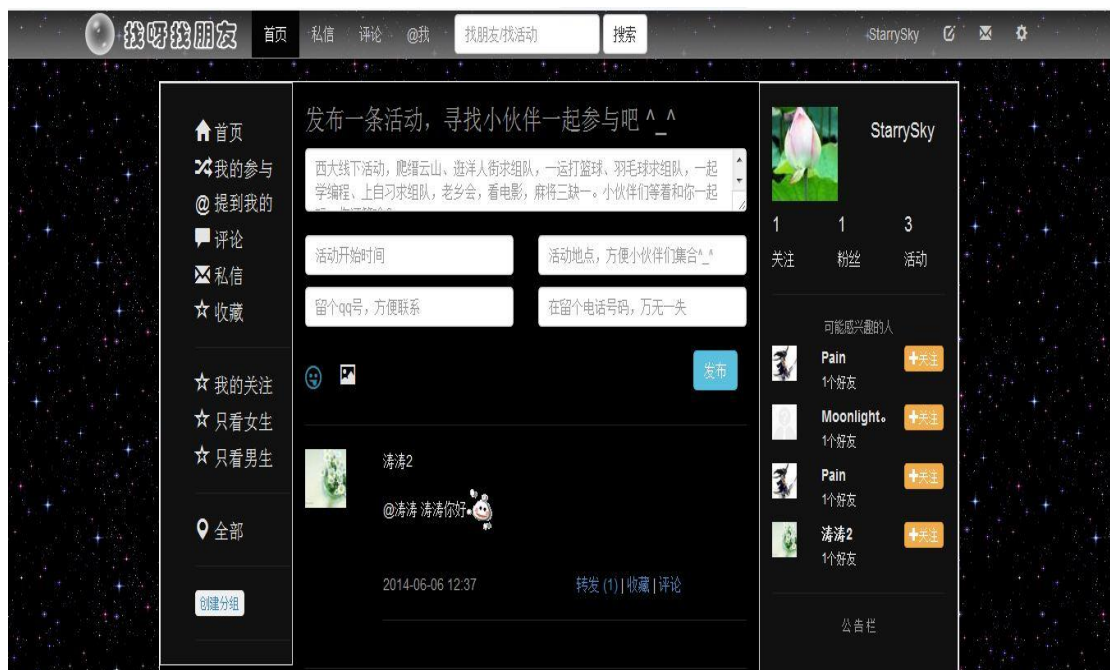 找呀找朋友
首页
私信
评论
@我
找朋友/找活动
搜索
StarrySky
首页
我的参与
@ 提到我的
评论
私信
收藏
我的关注
只看女生
只看男生
全部
创建分组
发布一条活动，寻找小伙伴一起参与吧 ^_^
西大线下活动，爬缙云山、逛洋人街求组队，一运打篮球、羽毛球求组队，一起
学编程、上自习求组队，老乡会，看电影，麻将三缺一。小伙伴们等着和你一起
活动开始时间
活动地点，方便小伙伴们集合^_^
留个qq号，方便联系
在留个电话号码，万无一失
发布
涛涛2
@涛涛 涛涛你好
2014-06-06 12:37
转发 (1) | 收藏 | 评论
StarrySky
1 1 3
关注 粉丝 活动
可能感兴趣的人
Pain
1个好友
+关注
Moonlight。
1个好友
+关注
Pain
1个好友
+关注
涛涛2
1个好友
+关注
公告栏